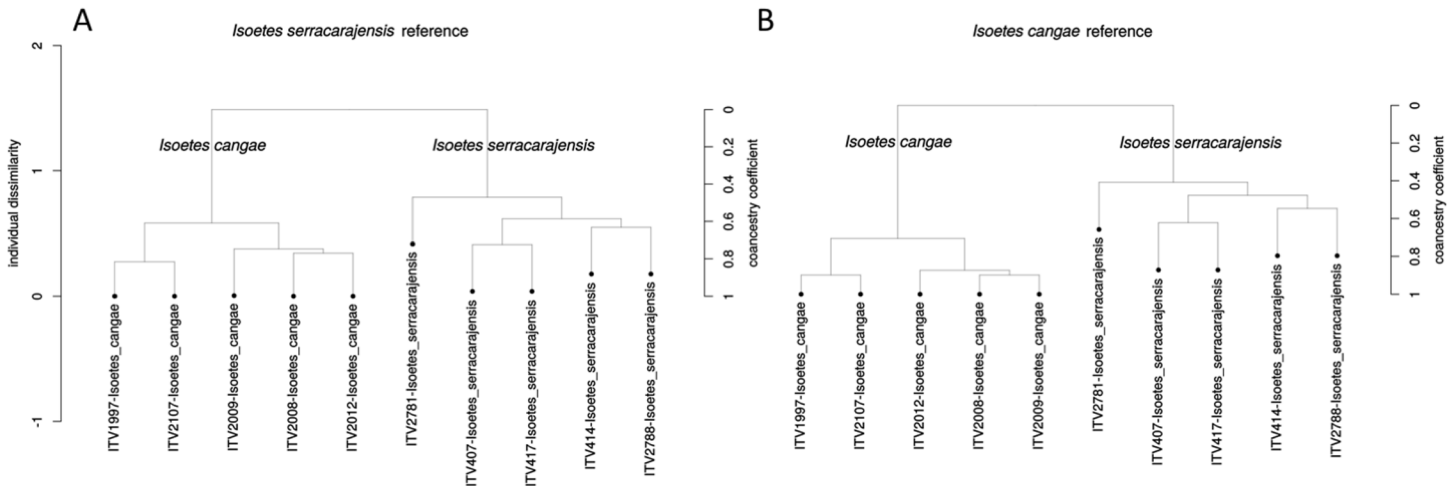 A
Isoetes serracarajensis reference
2
1
0
-1
individual dissimilarity
Isoetes cangae
Isoetes serracarajensis
0
0.2
0.4
0.6
0.8
1
coancestry coefficient
ITV1997-Isoetes_cangae
ITV2107-Isoetes_cangae
ITV2009-Isoetes_cangae
ITV2008-Isoetes_cangae
ITV2012-Isoetes_cangae
ITV2781-Isoetes_serracarajensis
ITV407-Isoetes_serracarajensis
ITV417-Isoetes_serracarajensis
ITV414-Isoetes_serracarajensis
ITV2788-Isoetes_serracarajensis
B
Isoetes cangae reference
Isoetes cangae
Isoetes serracarajensis
0
0.2
0.4
0.6
0.8
1
coancestry coefficient
ITV1997-Isoetes_cangae
ITV2107-Isoetes_cangae
ITV2012-Isoetes_cangae
ITV2008-Isoetes_cangae
ITV2009-Isoetes_cangae
ITV2781-Isoetes_serracarajensis
ITV407-Isoetes_serracarajensis
ITV417-Isoetes_serracarajensis
ITV414-Isoetes_serracarajensis
ITV2788-Isoetes_serracarajensis